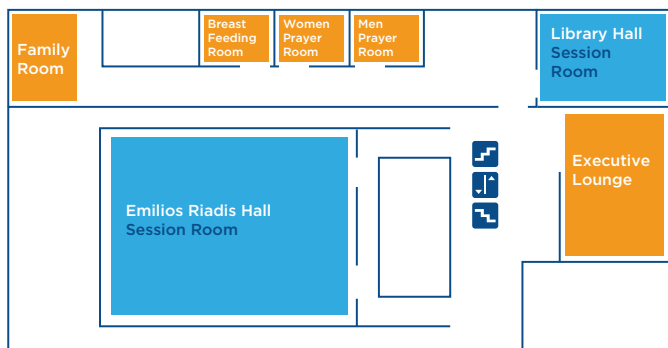 Family
Room
Breast
Feeding
Room
Women
Prayer
Room
Men
Prayer
Room
Library Hall
Session
Room
Executive
Lounge
Emilios Riadis Hall
Session Room